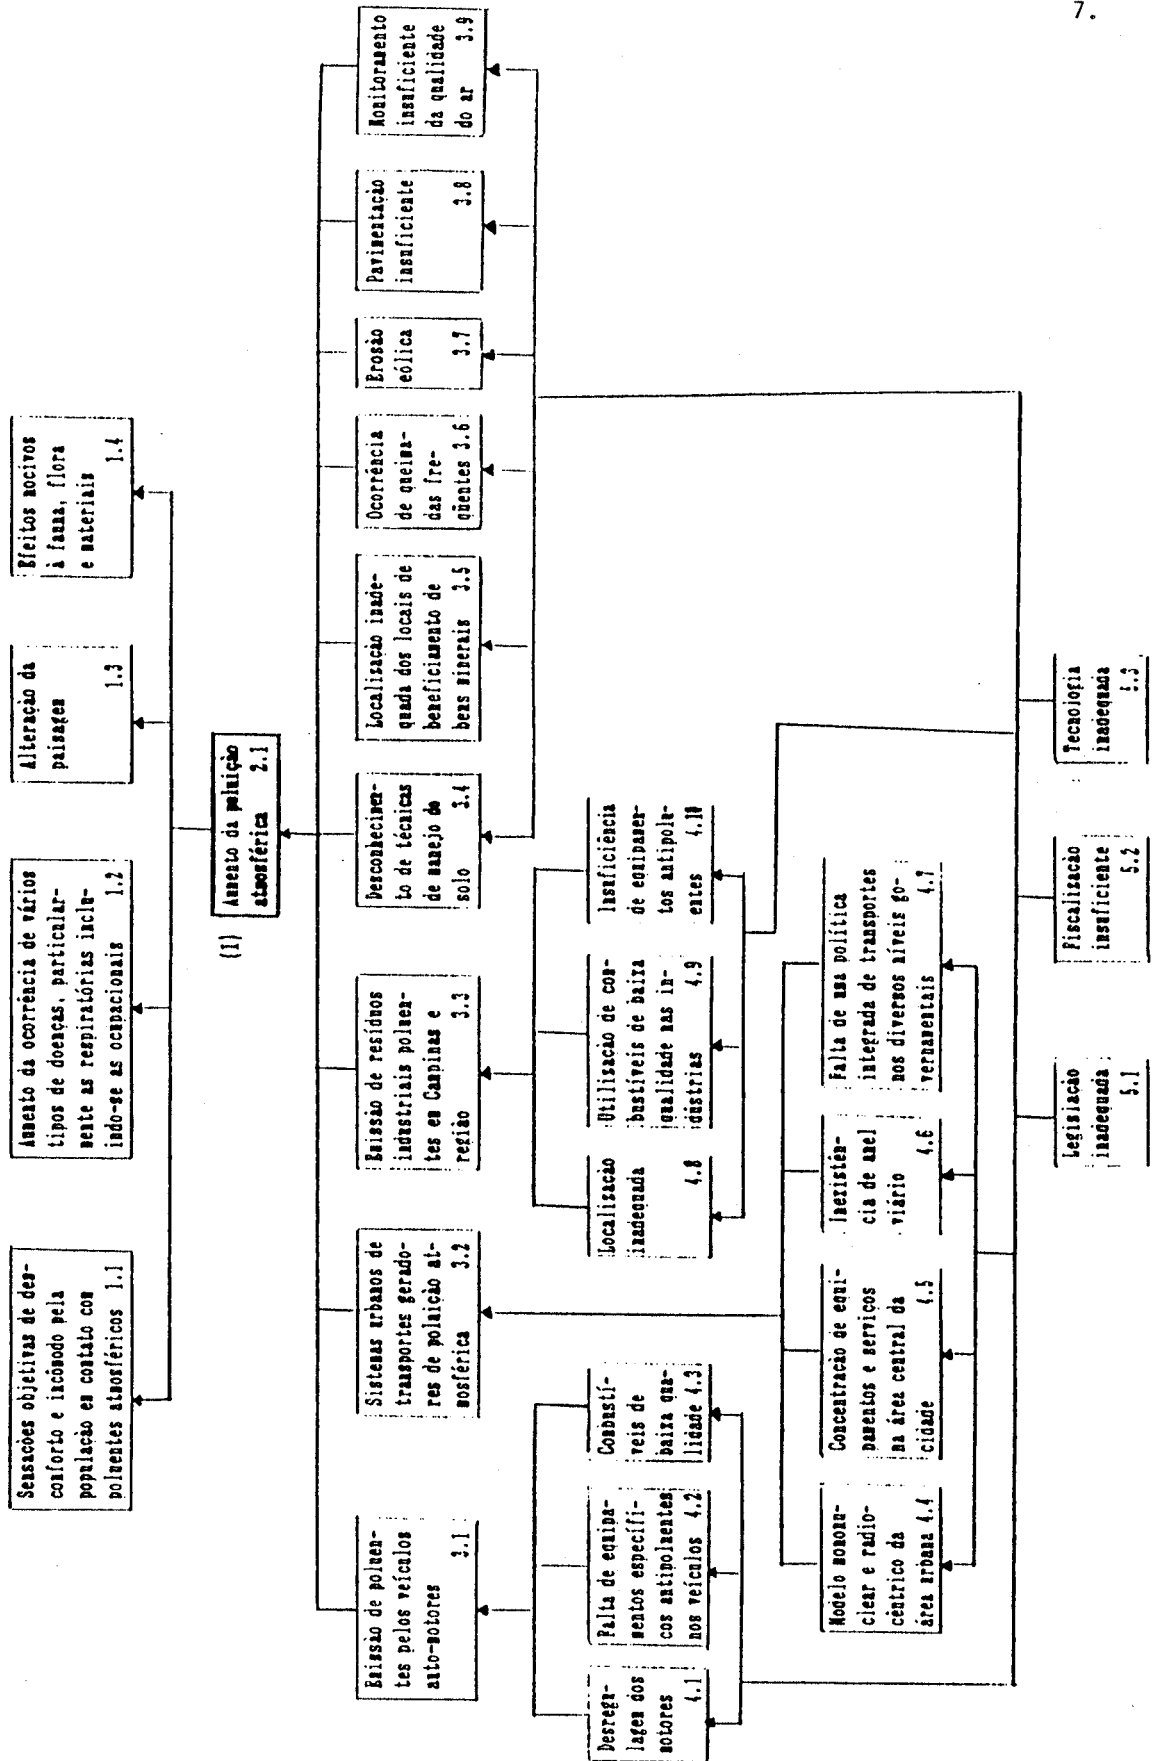 7.
Sensações objetivas de des-
conforto e incômodo pela
população em contato com
poluentes atmosféricos 1.1
Aumento da ocorrência de vários
tipos de doenças, particular-
mente as respiratórias inclu-
indo-se as ocupacionais 1.2
Alteração da
paisagem
1.3
Efeitos nocivos
à fauna, flora
e materiais
1.4
(1)
Aumento da poluição
atmosférica 2.1
Emissão de poluen-
tes pelos veículos
auto-motores
3.1
Sistemas urbanos de
transportes gerado-
res de poluição at-
mosférica 3.2
Emissão de resíduos
industriais poluen-
tes em Campinas e
região 3.3
Desconhecimen-
to de técnicas
de manejo do
solo 3.4
Localização inade-
quada dos locais de
beneficiamento de
bens minerais 3.5
Ocorrência
de queima-
das fre-
qüentes 3.6
Erosão
eólica
3.7
Pavimentação
insuficiente
3.8
Monitoramento
insuficiente
da qualidade
do ar 3.9
Desregu-
lagem dos
motores
4.1
Falta de equipa-
mentos específi-
cos antipoluentes
nos veículos 4.2
Combustí-
veis de
baixa qua-
lidade 4.3
Localização
inadequada
4.8
Utilização de com-
bustíveis de baixa
qualidade nas in-
dústrias 4.9
Insuficiência
de equipamen-
tos antipolu-
entes 4.10
Modelo monónu-
clear e radio-
cêntrico da
área urbana 4.4
Concentração de equi-
pamentos e serviços
na área central da
cidade 4.5
Inexistên-
cia de anel
viário 4.6
Falta de uma política
integrada de transportes
nos diversos níveis go-
vernamentais 4.7
Legislação
inadequada
5.1
Fiscalização
insuficiente
5.2
Tecnologia
inadequada
5.3